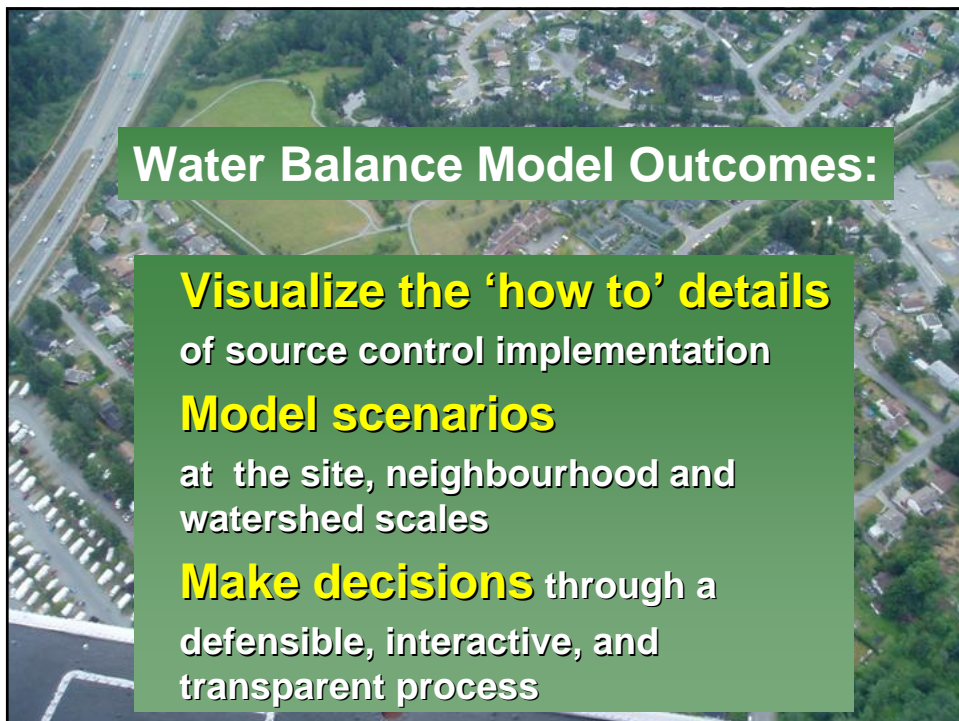 Water Balance Model Outcomes:
Visualize the ‘how to’ details
of source control implementation
Model scenarios
at the site, neighbourhood and
watershed scales
Make decisions through a
defensible, interactive, and
transparent process